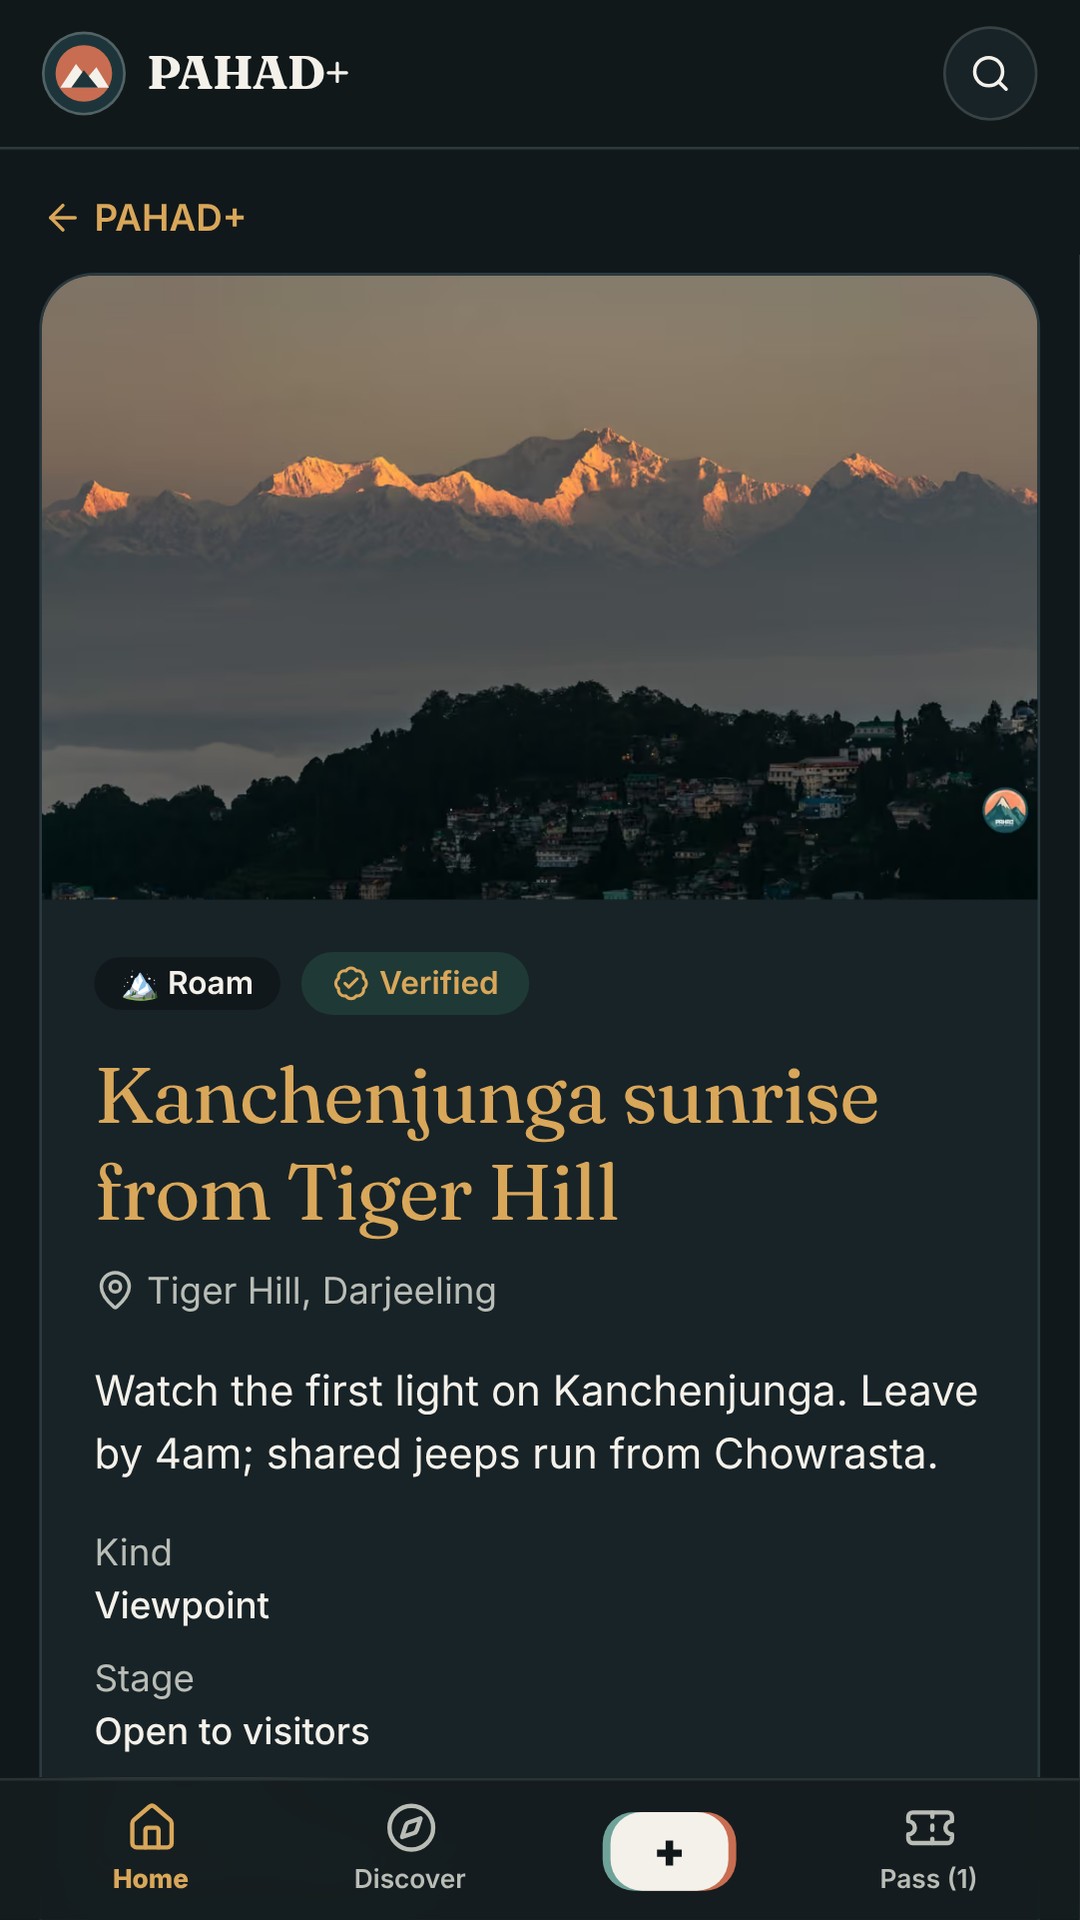 PAHAD+
PAHAD+
Roam
Verified
Kanchenjunga sunrise
from Tiger Hill
Tiger Hill, Darjeeling
Watch the first light on Kanchenjunga. Leave
by 4am; shared jeeps run from Chowrasta.
Kind
Viewpoint
Stage
Open to visitors
Home
Discover
+
Pass (1)